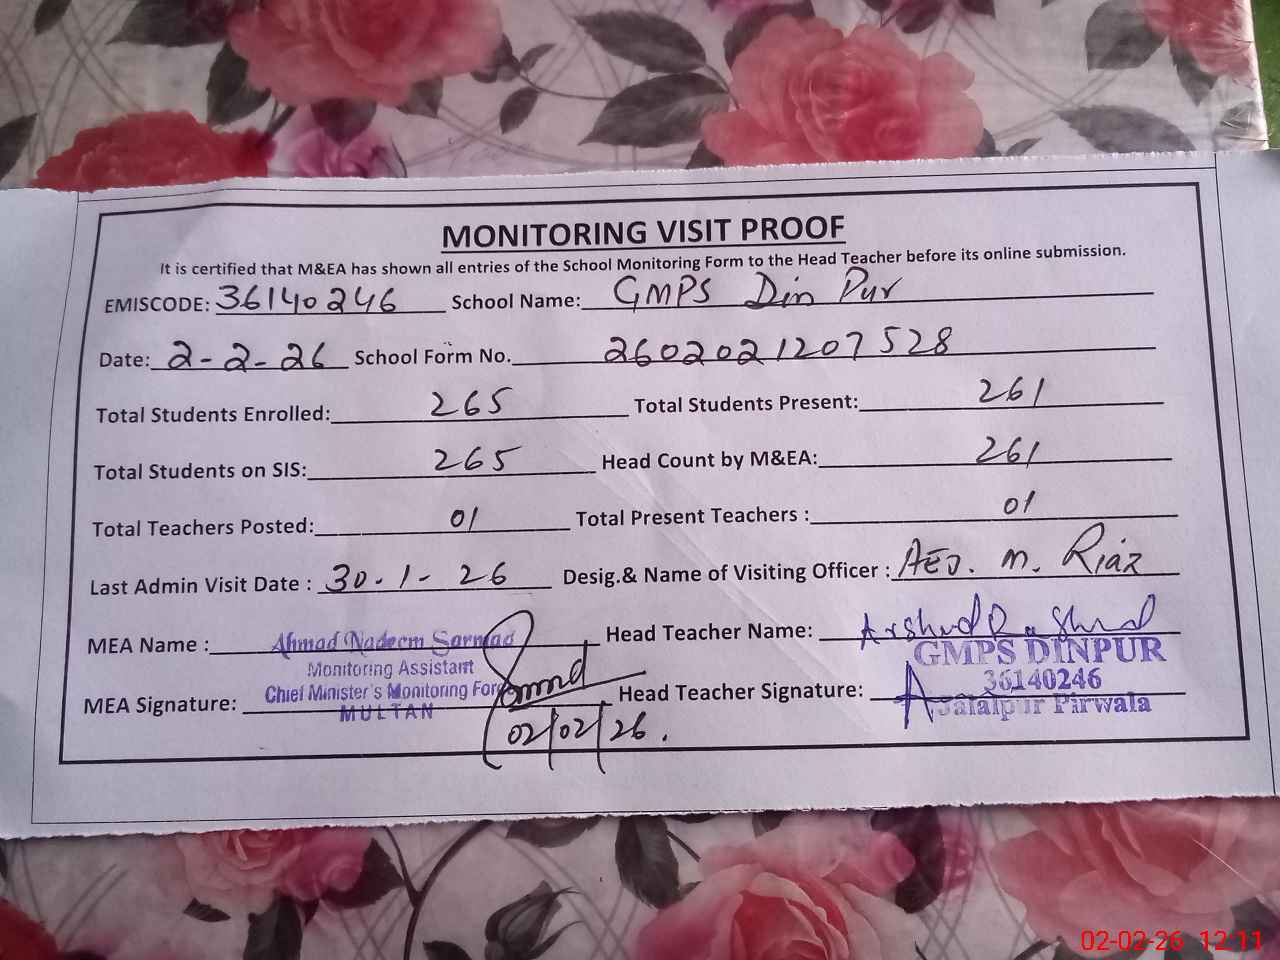 MONITORING VISIT PROOF
It is certified that M&EA has shown all entries of the School Monitoring Form to the Head Teacher before its online submission.
EMISCODE: 36140246 School Name: GMPS Din Pur
Date: 2-2-26 School Form No. 2602021207528
Total Students Enrolled: 265 Total Students Present: 261
Total Students on SIS: 265 Head Count by M&EA: 261
Total Teachers Posted: 01 Total Present Teachers : 01
Last Admin Visit Date : 30.1-26 Desig.& Name of Visiting Officer : AEO. M. Riaz
MEA Name : Ahmad Nadeem Sarmad Head Teacher Name: Arshad Rashid
Monitoring Assistant GMPS DINPUR
Chief Minister's Monitoring Force 36140246
MEA Signature: MULTAN Head Teacher Signature: Jalalpur Pirwala
02/02/26.
02-02-26 12:11